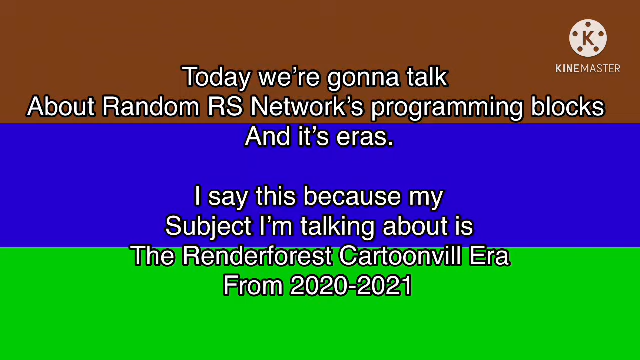 KINEMASTER
Today we're gonna talk
About Random RS Network's programming blocks
And it's eras.
I say this because my
Subject I'm talking about is
The Renderforest Cartoonvill Era
From 2020-2021